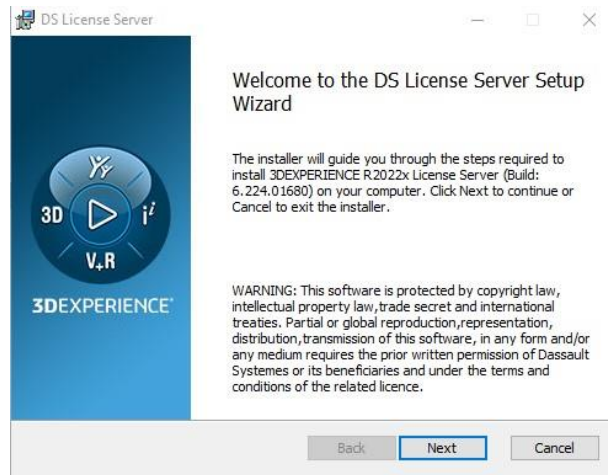 DS License Server
Welcome to the DS License Server Setup
Wizard
The installer will guide you through the steps required to
install 3DEXPERIENCE R2022x License Server (Build:
6.224.01680) on your computer. Click Next to continue or
Cancel to exit the installer.
3D
i²
V+R
3DEXPERIENCE
WARNING: This software is protected by copyright law,
intellectual property law,trade secret and international
treaties. Partial or global reproduction,representation,
distribution,transmission of this software, in any form and/or
any medium requires the prior written permission of Dassault
Systemes or its beneficiaries and under the terms and
conditions of the related licence.
Back
Next
Cancel